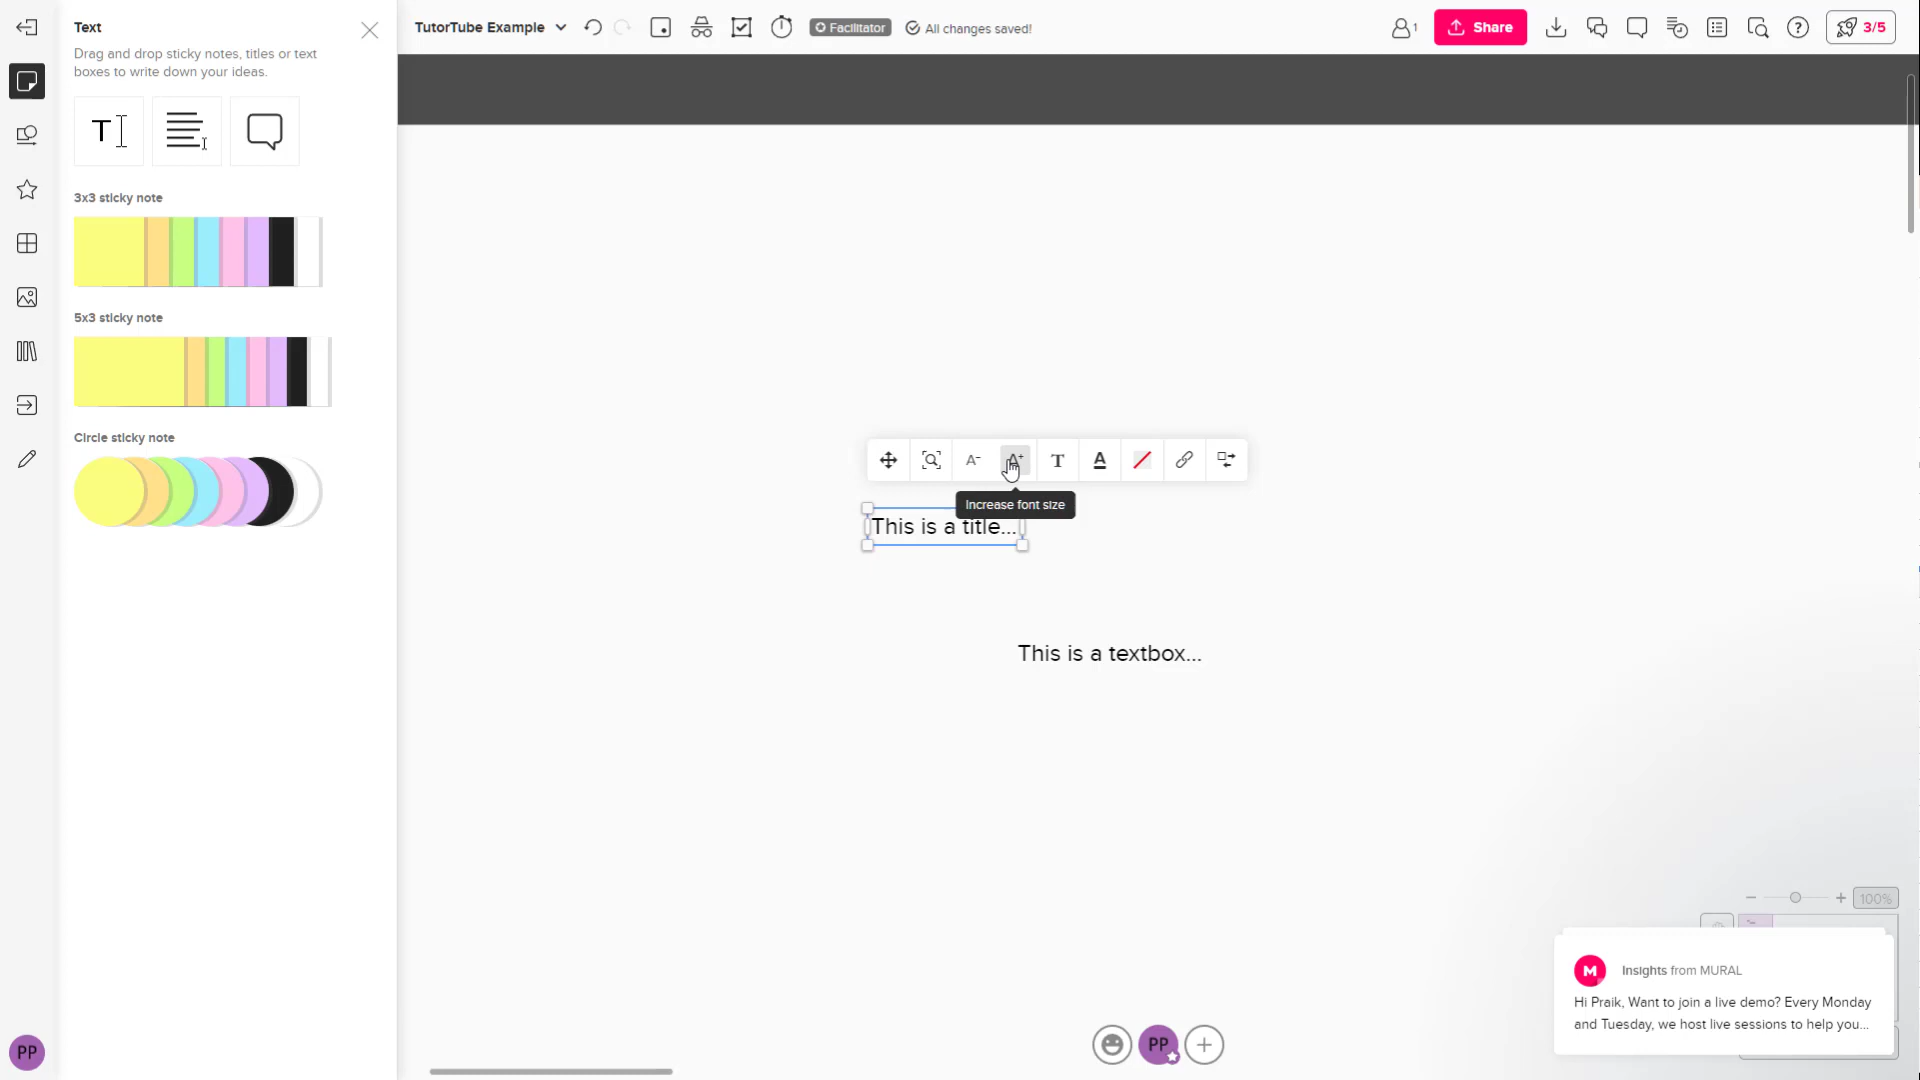 Text
Drag and drop sticky notes, titles or text
boxes to write down your ideas.
T
3x3 sticky note
5x3 sticky note
Circle sticky note
PP
TutorTube Example
Facilitator
All changes saved!
1
Share
3/5
A-
A+
T
A
Increase font size
This is a title...
This is a textbox...
100%
M
Insights from MURAL
Hi Praik, Want to join a live demo? Every Monday
and Tuesday, we host live sessions to help you...
PP